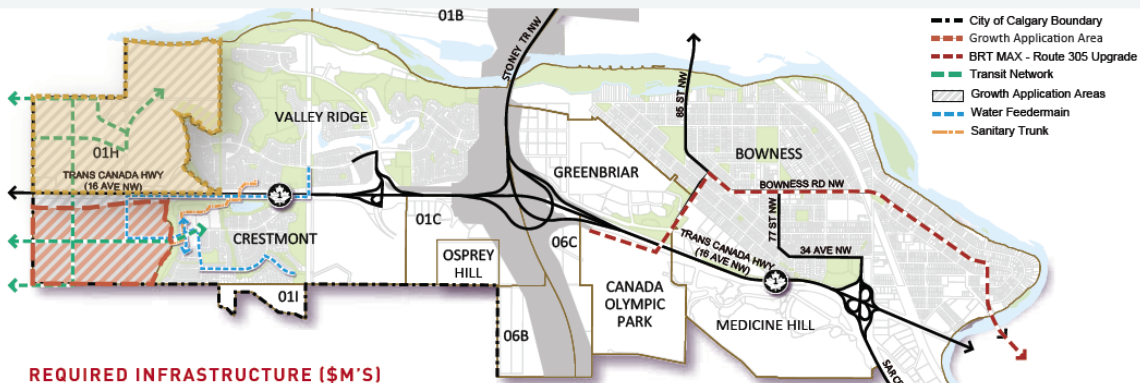 01B
STONEY TR NW
85 ST NW
VALLEY RIDGE
01H
TRANS CANADA HWY
(16 AVE NW)
1
CRESTMONT
01C
OSPREY
HILL
01I
06B
06C
GREENBRIAR
BOWNESS
BOWNESS RD NW
77 ST NW
34 AVE NW
TRANS CANADA HWY
(16 AVE NW)
1
CANADA
OLYMPIC
PARK
MEDICINE HILL
SARC
City of Calgary Boundary
Growth Application Area
BRT MAX - Route 305 Upgrade
Transit Network
Growth Application Areas
Water Feedermain
Sanitary Trunk
REQUIRED INFRASTRUCTURE ($M'S)